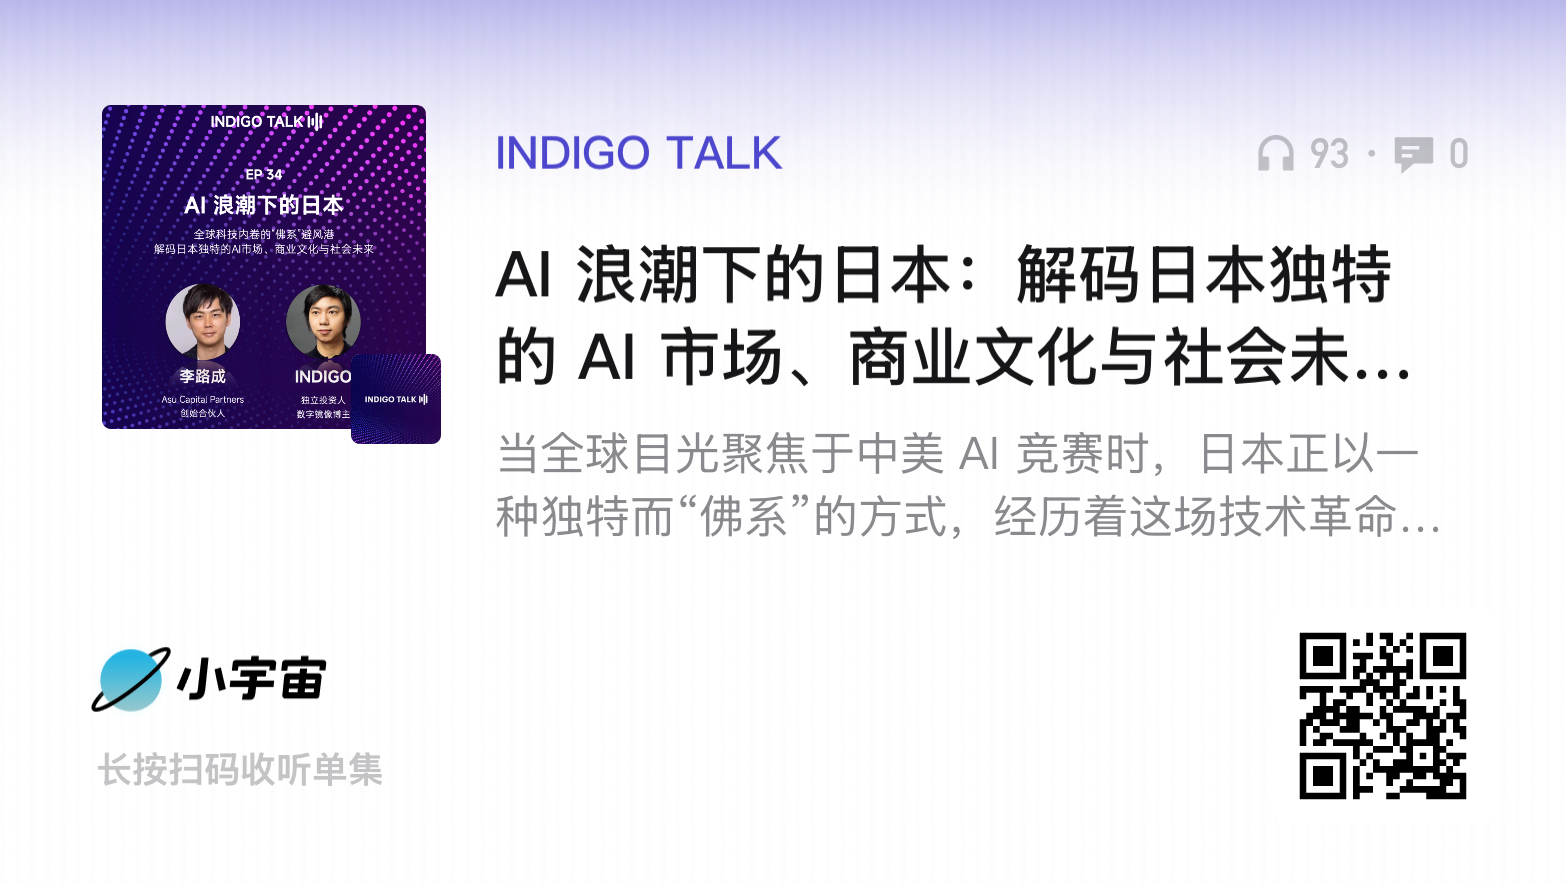 INDIGO TALK
EP 34
AI 浪潮下的日本
全球科技内卷的“佛系”避风港
解码日本独特的AI市场、商业文化与社会未来
李路成
Asu Capital Partners
创始合伙人
INDIGO
独立投资人
数字镜像博主
INDIGO TALK
INDIGO TALK
93 · 0
AI 浪潮下的日本：解码日本独特
的 AI 市场、商业文化与社会未...
当全球目光聚焦于中美 AI 竞赛时，日本正以一
种独特而“佛系”的方式，经历着这场技术革命...
小宇宙
长按扫码收听单集